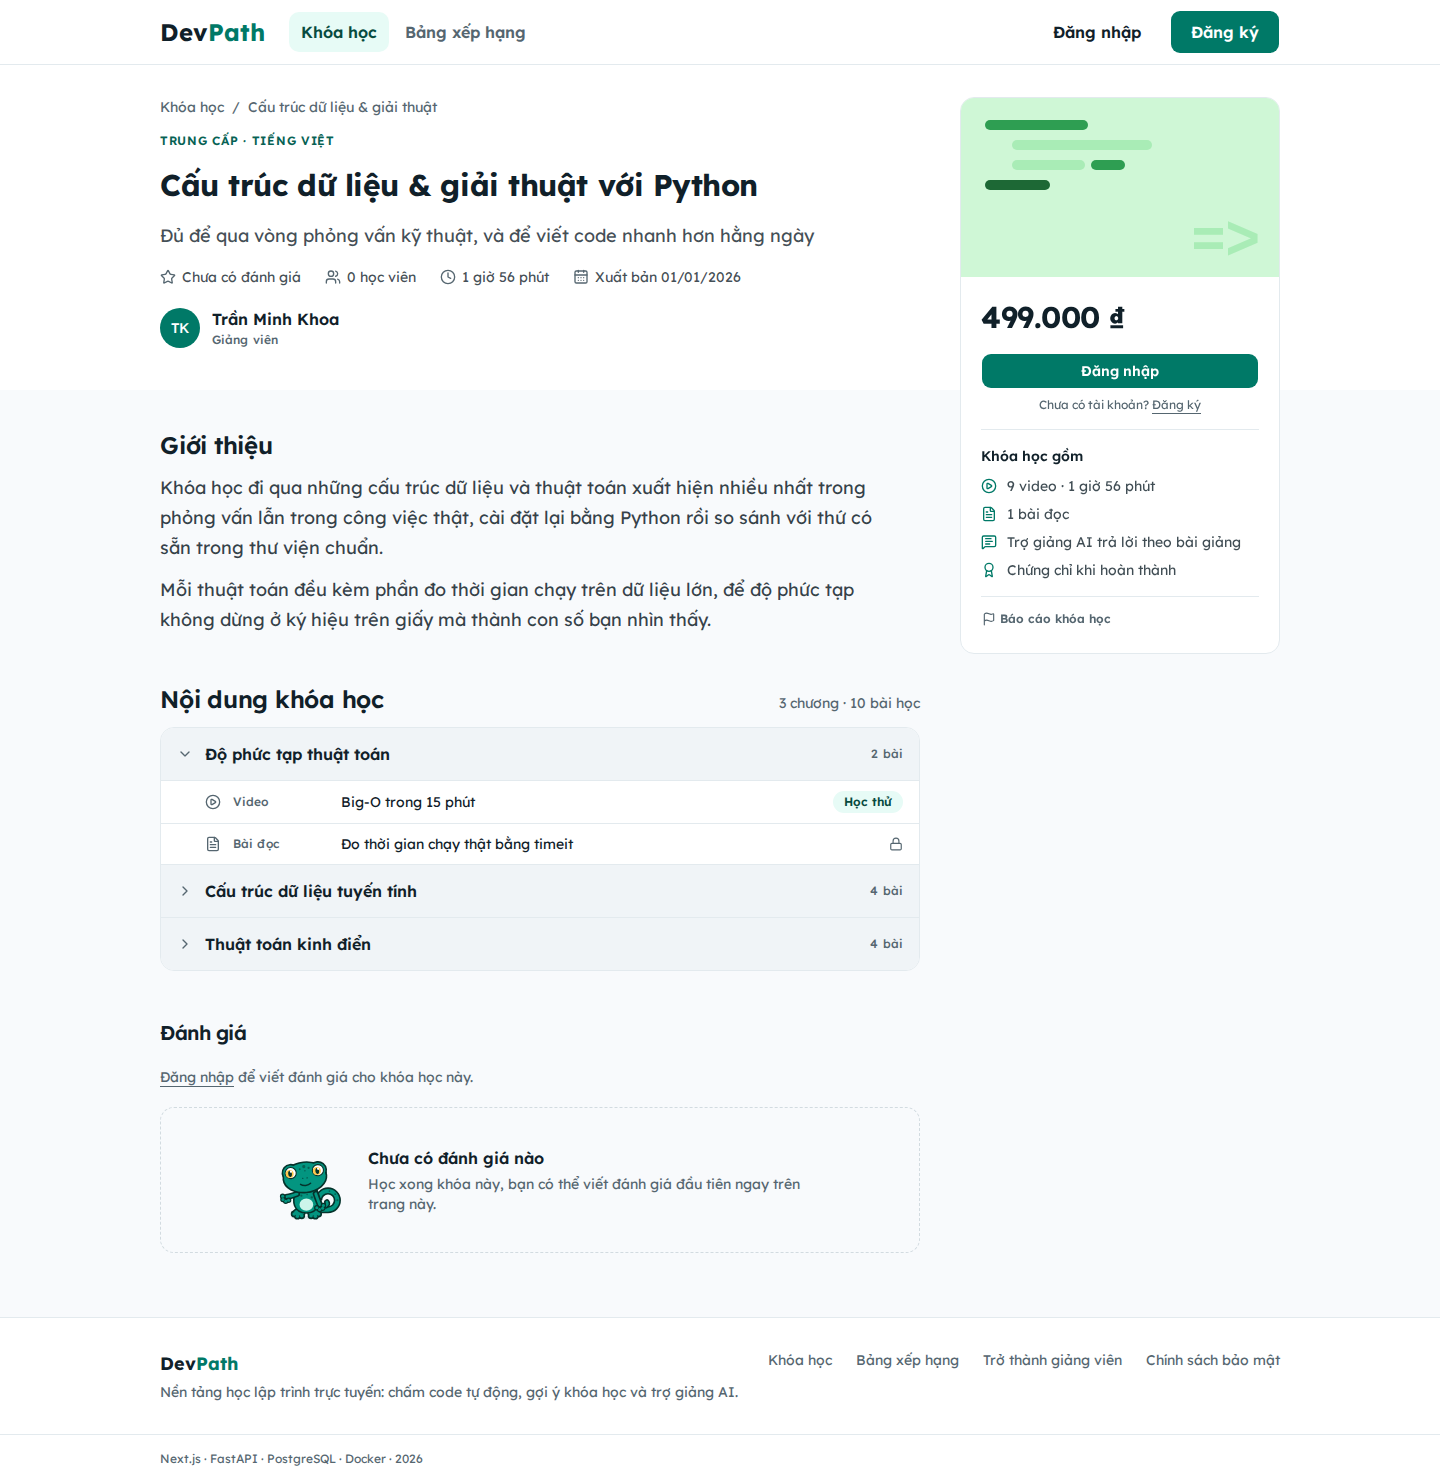 DevPath
Khóa học
Bảng xếp hạng
Đăng nhập
Đăng ký
Khóa học / Cấu trúc dữ liệu & giải thuật
TRUNG CẤP · TIẾNG VIỆT
Cấu trúc dữ liệu & giải thuật với Python
Đủ để qua vòng phỏng vấn kỹ thuật, và để viết code nhanh hơn hằng ngày
Chưa có đánh giá
0 học viên
1 giờ 56 phút
Xuất bản 01/01/2026
TK
Trần Minh Khoa
Giảng viên
=>
499.000 ₫
Đăng nhập
Chưa có tài khoản? Đăng ký
Khóa học gồm
9 video · 1 giờ 56 phút
1 bài đọc
Trợ giảng AI trả lời theo bài giảng
Chứng chỉ khi hoàn thành
Báo cáo khóa học
Giới thiệu
Khóa học đi qua những cấu trúc dữ liệu và thuật toán xuất hiện nhiều nhất trong
phỏng vấn lẫn trong công việc thật, cài đặt lại bằng Python rồi so sánh với thứ có
sẵn trong thư viện chuẩn.
Mỗi thuật toán đều kèm phần đo thời gian chạy trên dữ liệu lớn, để độ phức tạp
không dừng ở ký hiệu trên giấy mà thành con số bạn nhìn thấy.
Nội dung khóa học
3 chương · 10 bài học
Độ phức tạp thuật toán
2 bài
Video
Big-O trong 15 phút
Học thử
Bài đọc
Đo thời gian chạy thật bằng timeit
Cấu trúc dữ liệu tuyến tính
4 bài
Thuật toán kinh điển
4 bài
Đánh giá
Đăng nhập để viết đánh giá cho khóa học này.
Chưa có đánh giá nào
Học xong khóa này, bạn có thể viết đánh giá đầu tiên ngay trên
trang này.
DevPath
Nền tảng học lập trình trực tuyến: chấm code tự động, gợi ý khóa học và trợ giảng AI.
Khóa học
Bảng xếp hạng
Trở thành giảng viên
Chính sách bảo mật
Next.js · FastAPI · PostgreSQL · Docker · 2026